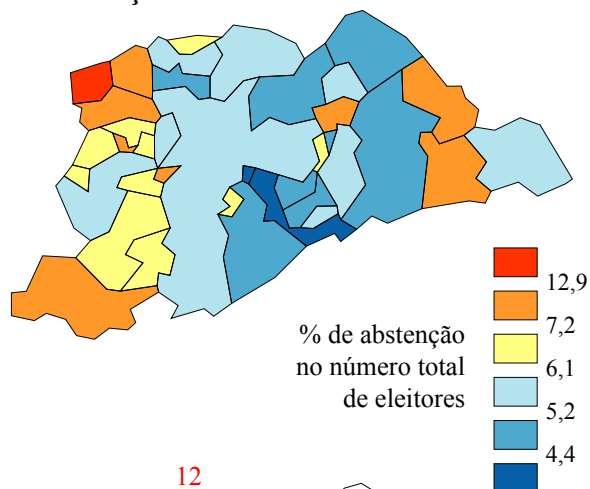 12,9
7,2
% de abstenção
no número total
de eleitores
6,1
5,2
4,4
12